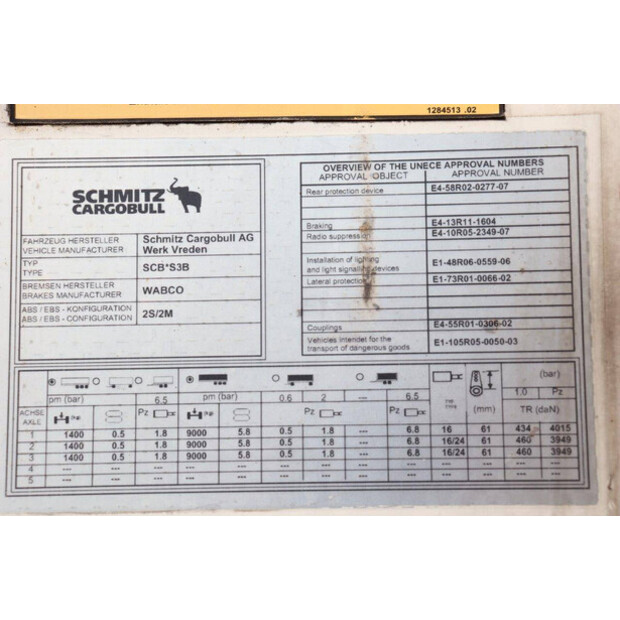 1284513 .02
SCHMITZ
CARGOBULL
FAHRZEUG HERSTELLER
VEHICLE MANUFACTURER
Schmitz Cargobull AG
Werk Vreden
TYP
TYPE
SCB*S3B
BREMSEN HERSTELLER
BRAKES MANUFACTURER
WABCO
ABS / EBS - KONFIGURATION
ABS / EBS - CONFIGURATION
2S/2M
OVERVIEW OF THE UNECE APPROVAL NUMBERS
APPROVAL OBJECT APPROVAL NUMBER
Rear protection device E4-58R02-0277-07
Braking E4-13R11-1604
Radio suppression E4-10R05-2349-07
Installation of lighting
and light signalling devices E1-48R06-0559-06
Lateral protection E1-73R01-0066-02
Couplings E4-55R01-0306-02
Vehicles intendet for the
transport of dangerous goods E1-105R05-0050-03
(bar)
pm (bar) 6.5 pm (bar) 0.6 2 --- 6.5 1.0 Pz
ACHSE
AXLE
Pz Pz Pz (mm) TR (daN)
1 1400 0.5 1.8 9000 5.8 0.5 1.8 --- 6.8 16 61 434 4015
2 1400 0.5 1.8 9000 5.8 0.5 1.8 --- 6.8 16/24 61 460 3949
3 1400 0.5 1.8 9000 5.8 0.5 1.8 --- 6.8 16/24 61 460 3949
4 --- --- --- --- --- --- --- --- --- --- --- --- ---
5 --- --- --- --- --- --- --- --- --- --- --- --- ---